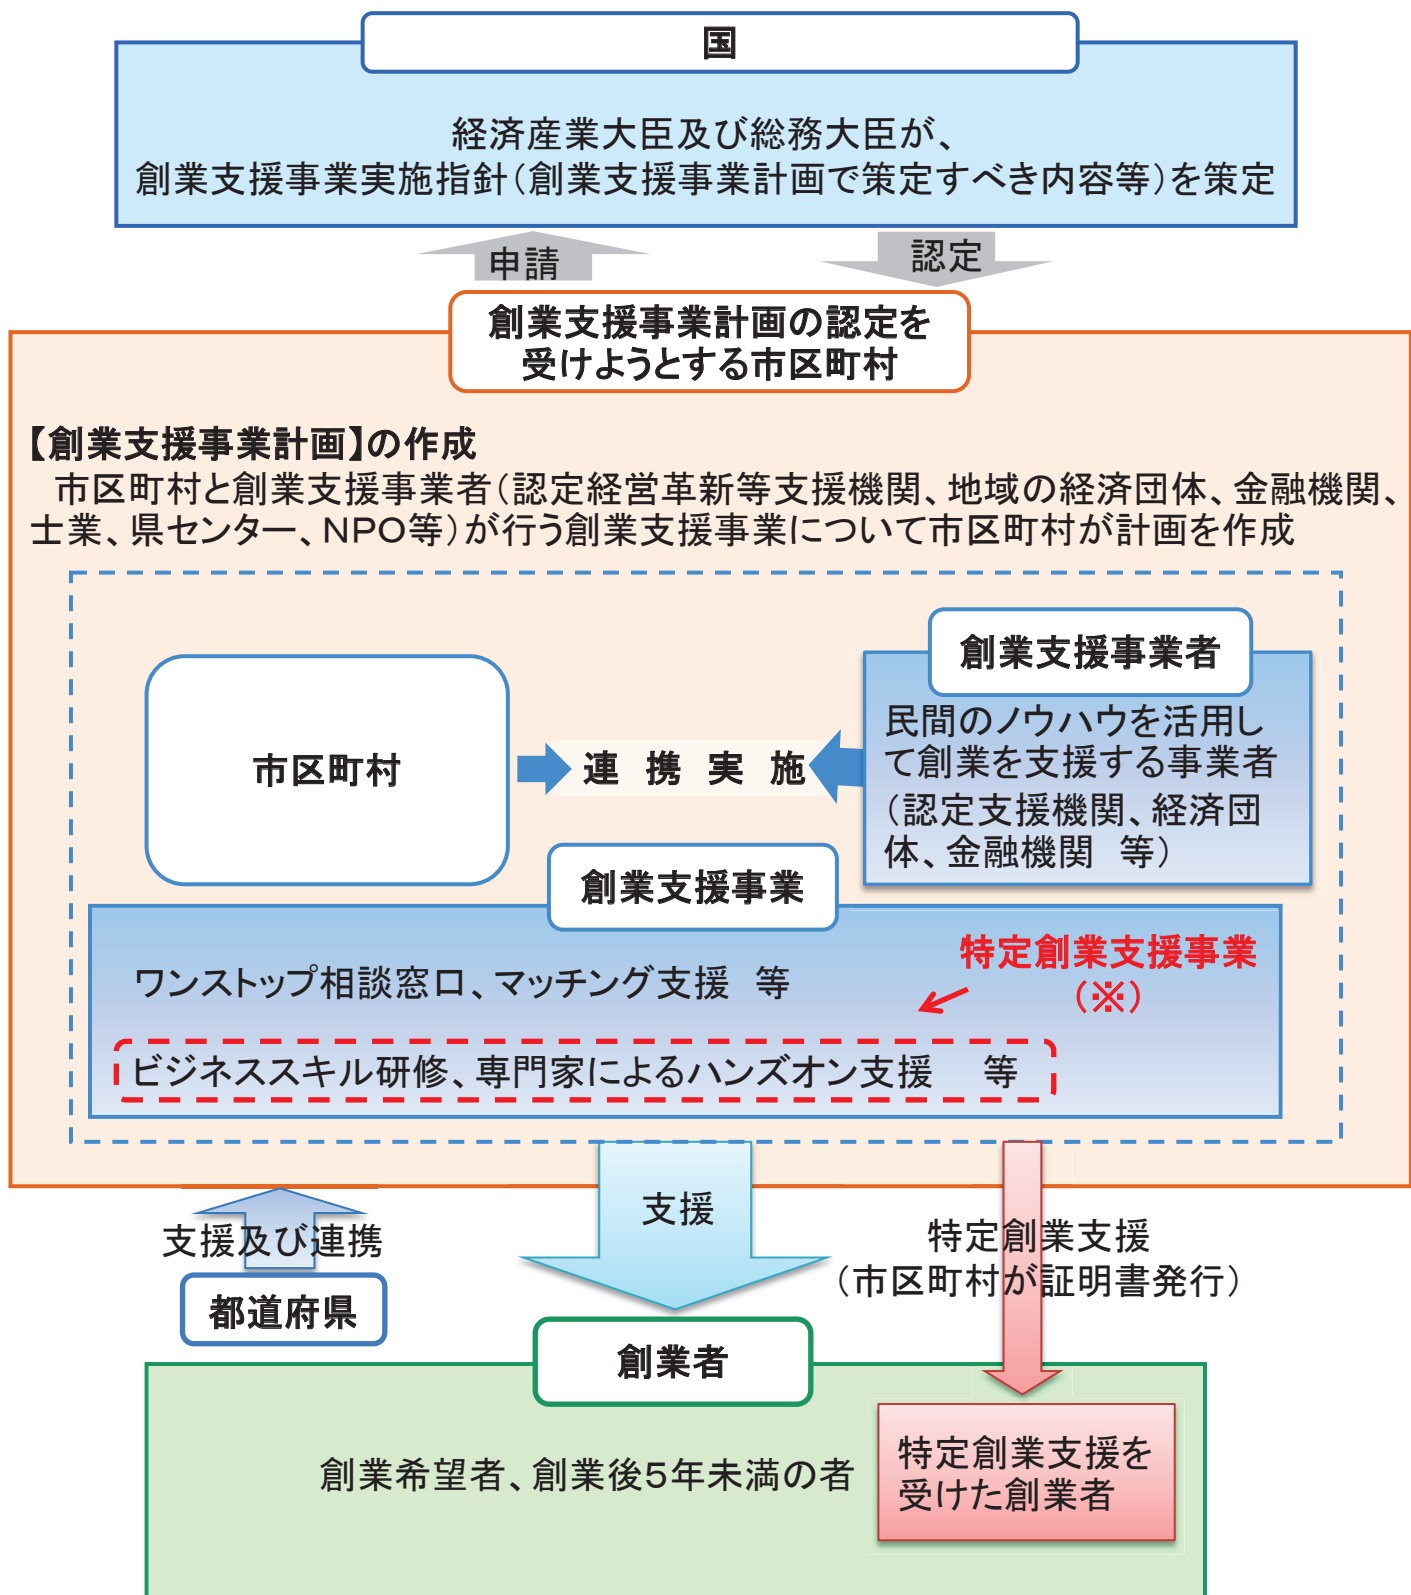 国
経済産業大臣及び総務大臣が、
創業支援事業実施指針（創業支援事業計画で策定すべき内容等）を策定
申請
認定
創業支援事業計画の認定を
受けようとする市区町村
【創業支援事業計画】の作成
市区町村と創業支援事業者（認定経営革新等支援機関、地域の経済団体、金融機関、
士業、県センター、NPO等）が行う創業支援事業について市区町村が計画を作成
市区町村
連携実施
創業支援事業者
民間のノウハウを活用し
て創業を支援する事業者
（認定支援機関、経済団
体、金融機関 等）
創業支援事業
特定創業支援事業
（※）
ワンストップ相談窓口、マッチング支援 等
ビジネススキル研修、専門家によるハンズオン支援 等
支援及び連携
都道府県
支援
特定創業支援
（市区町村が証明書発行）
創業者
創業希望者、創業後5年未満の者
特定創業支援を
受けた創業者